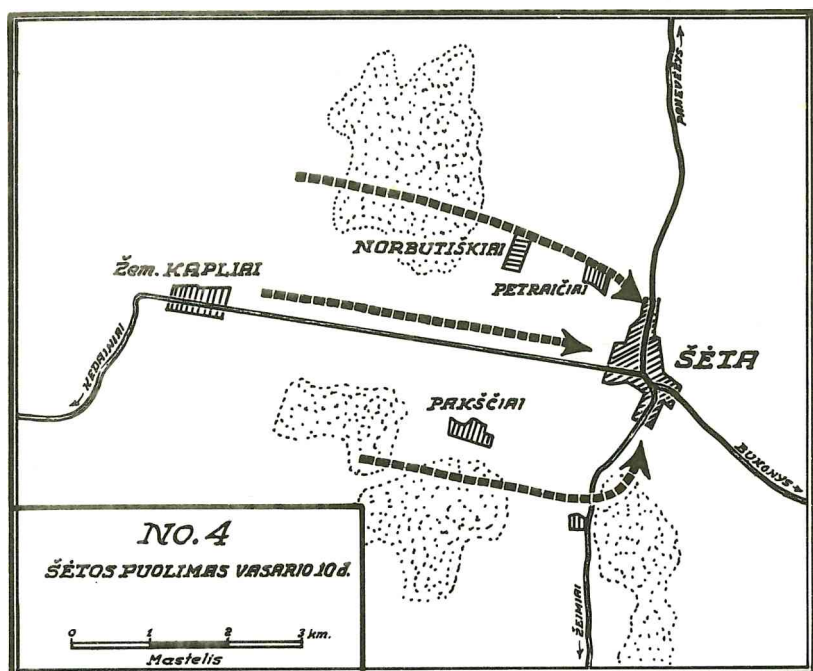 PANEVĖŽYS
NORBUTIŠKIAI
Žem. KAPLIAI
PETRAIČIAI
ŠĖTA
KEDAINIAI
PAKŠČIAI
BUKONYS
NO. 4
ŠĖTOS PUOLIMAS VASARIO 10 d.
0 1 2 3 km.
Mastelis
ŽEIMIAI